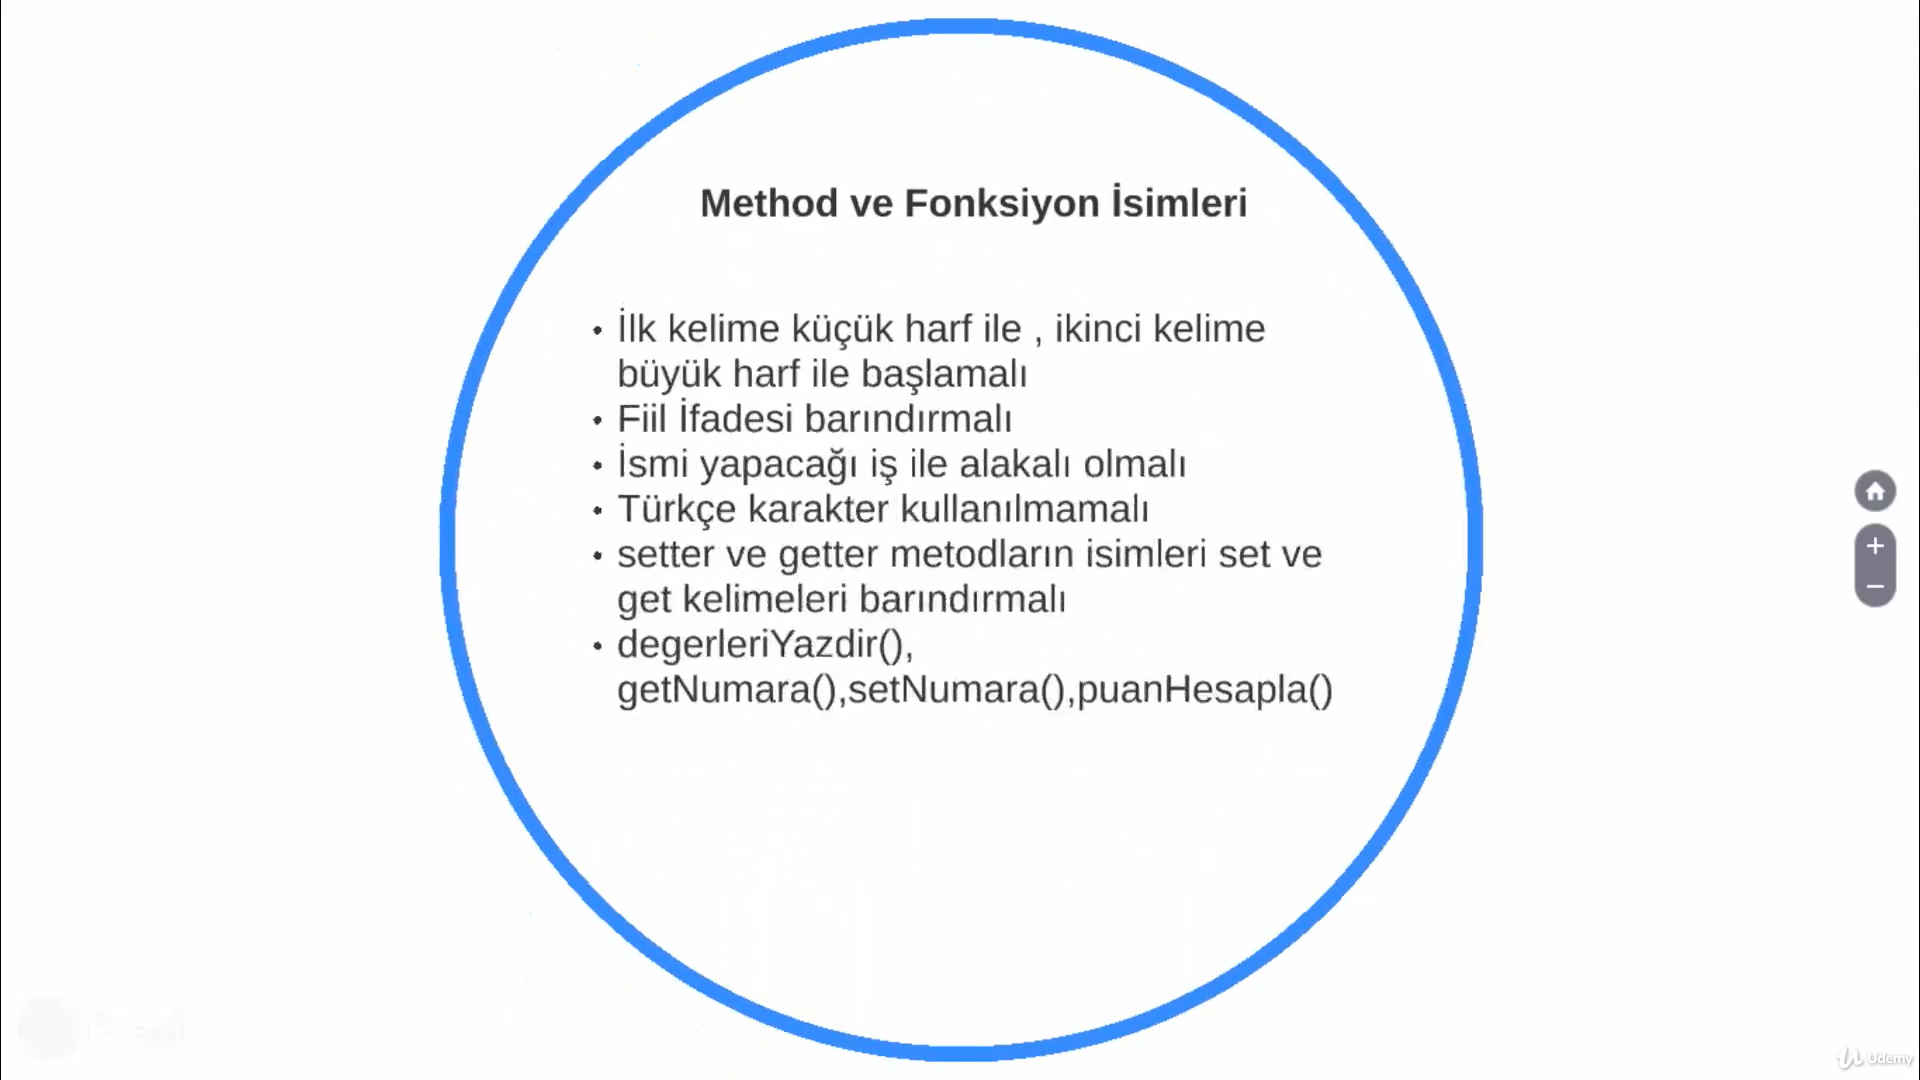 Method ve Fonksiyon İsimleri
• İlk kelime küçük harf ile , ikinci kelime
büyük harf ile başlamalı
• Fiil İfadesi barındırmalı
• İsmi yapacağı iş ile alakalı olmalı
• Türkçe karakter kullanılmamalı
• setter ve getter metodların isimleri set ve
get kelimeleri barındırmalı
• degerleriYazdir(),
getNumara(),setNumara(),puanHesapla()
Udemy